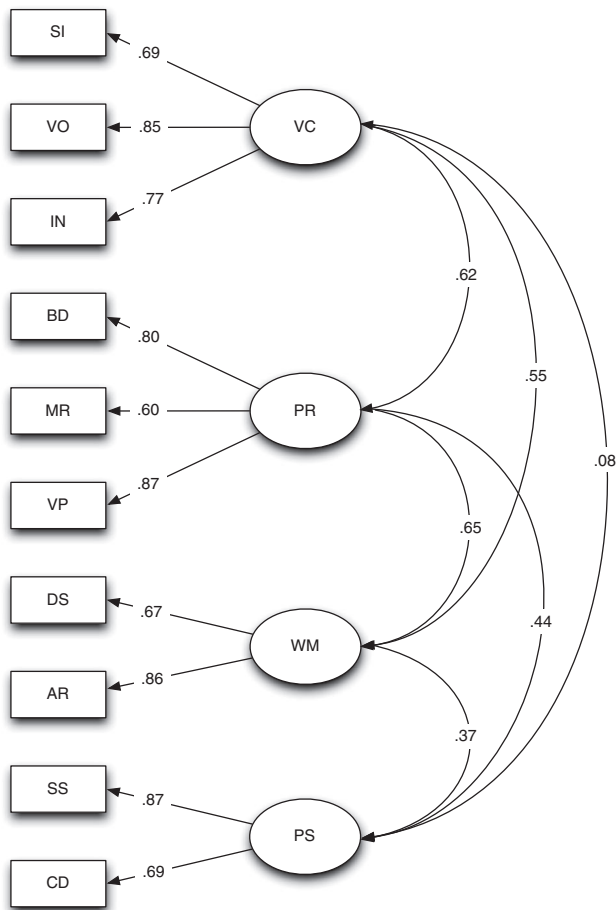 SI
.69
VO
.85
VC
IN
.77
.62
BD
.80
.55
MR
.60
PR
.08
VP
.87
.65
DS
.67
.44
WM
AR
.86
.37
SS
.87
PS
CD
.69